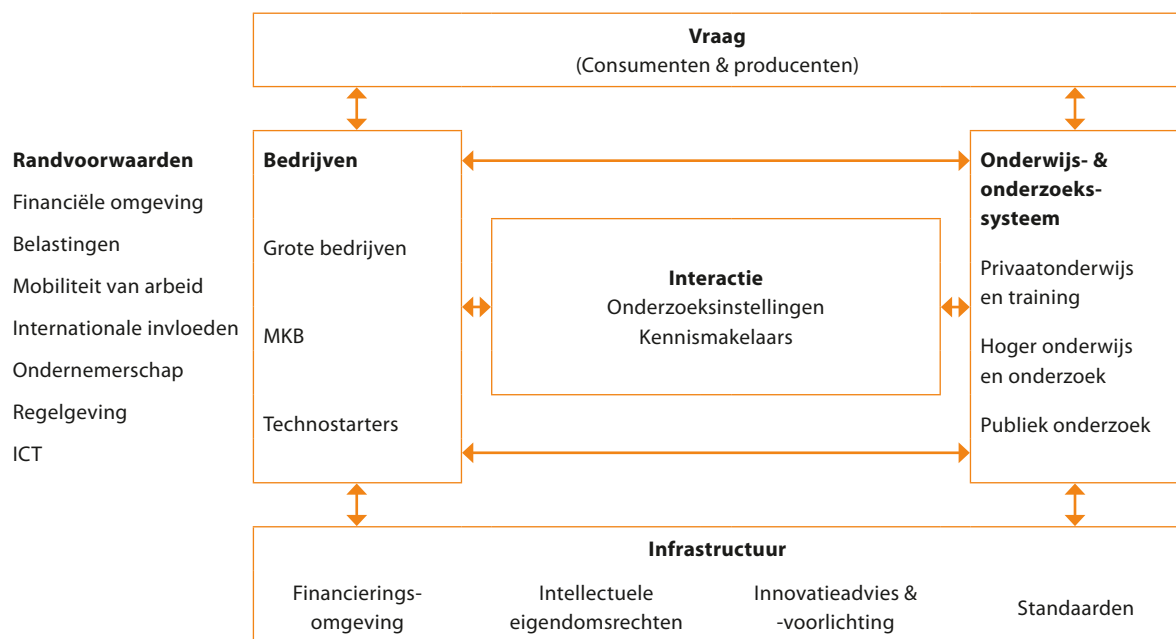 Vraag
(Consumenten & producenten)
Randvoorwaarden
Financiële omgeving
Belastingen
Mobiliteit van arbeid
Internationale invloeden
Ondernemerschap
Regelgeving
ICT
Bedrijven
Grote bedrijven
MKB
Technostarters
Interactie
Onderzoeksinstellingen
Kennismakelaars
Onderwijs- &
onderzoeks-
systeem
Privaatonderwijs
en training
Hoger onderwijs
en onderzoek
Publiek onderzoek
Infrastructuur
Financierings-
omgeving
Intellectuele
eigendomsrechten
Innovatieadvies &
-voorlichting
Standaarden